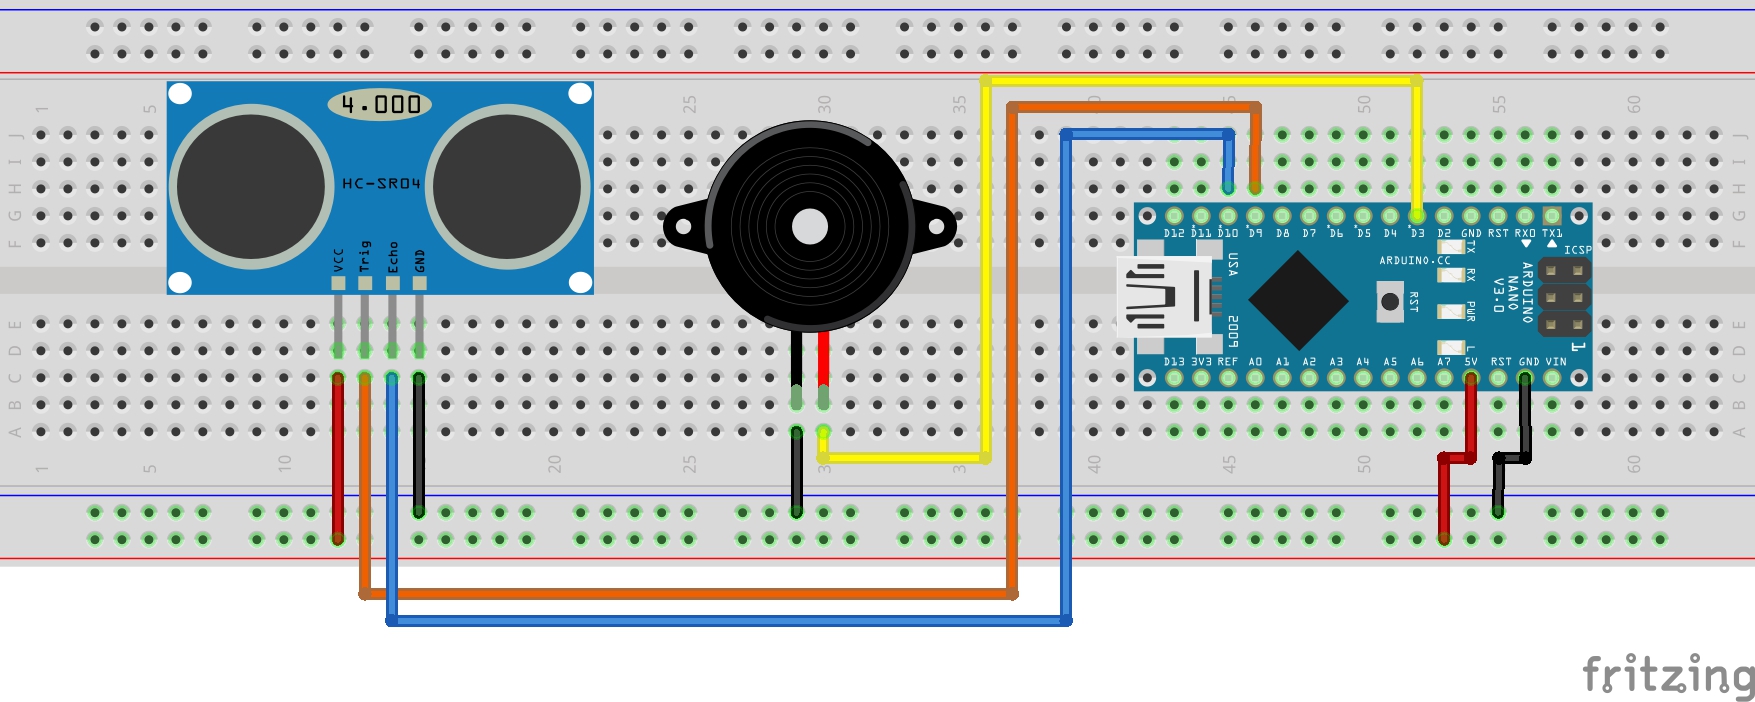 1 5 25 30 35 40 50 55 60
J J
I I
H H
G G
F F
4.000
HC-SR04
VCC Trig Echo GND
D12 D11 D10 D9 D8 D7 D6 D5 D4 D3 D2 GND RST RX0 TX1
USA
2009
ARDUINO.CC
RST
TX
RX
PWR
L
ARDUINO
NANO
V3.0
ICSP
1
D13 3V3 REF A0 A1 A2 A3 A4 A5 A6 A7 5V RST GND VIN
E E
D D
C C
B B
A A
1 5 10 20 25 30 35 40 45 50 60
fritzing